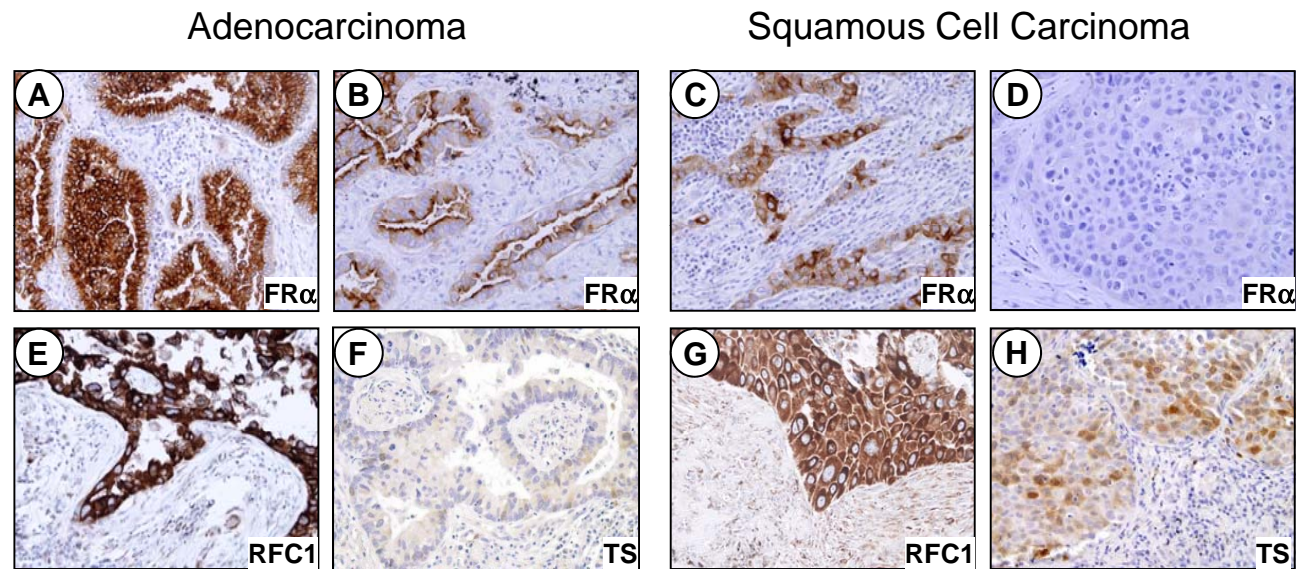 Adenocarcinoma
Squamous Cell Carcinoma
A
B
C
D
FRα
FRα
FRα
FRα
E
F
G
H
RFC1
TS
RFC1
TS